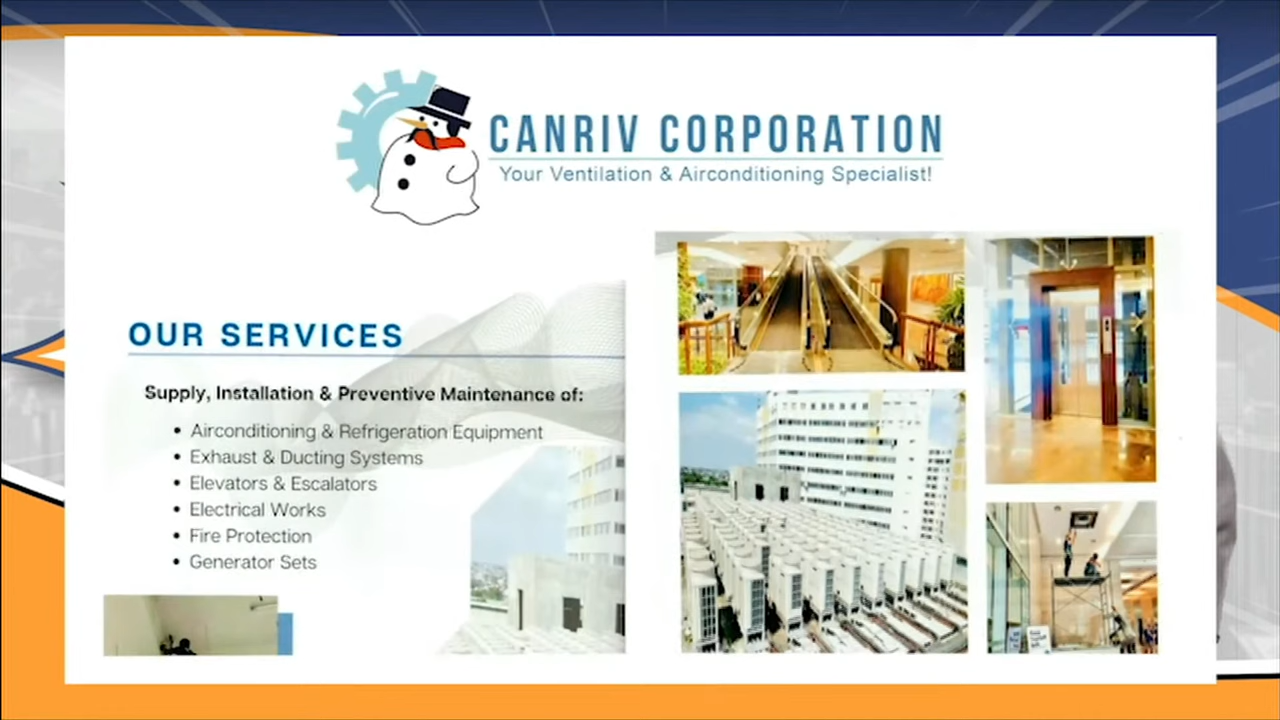 CANRIV CORPORATION
Your Ventilation & Airconditioning Specialist!
OUR SERVICES
Supply, Installation & Preventive Maintenance of:
• Airconditioning & Refrigeration Equipment
• Exhaust & Ducting Systems
• Elevators & Escalators
• Electrical Works
• Fire Protection
• Generator Sets